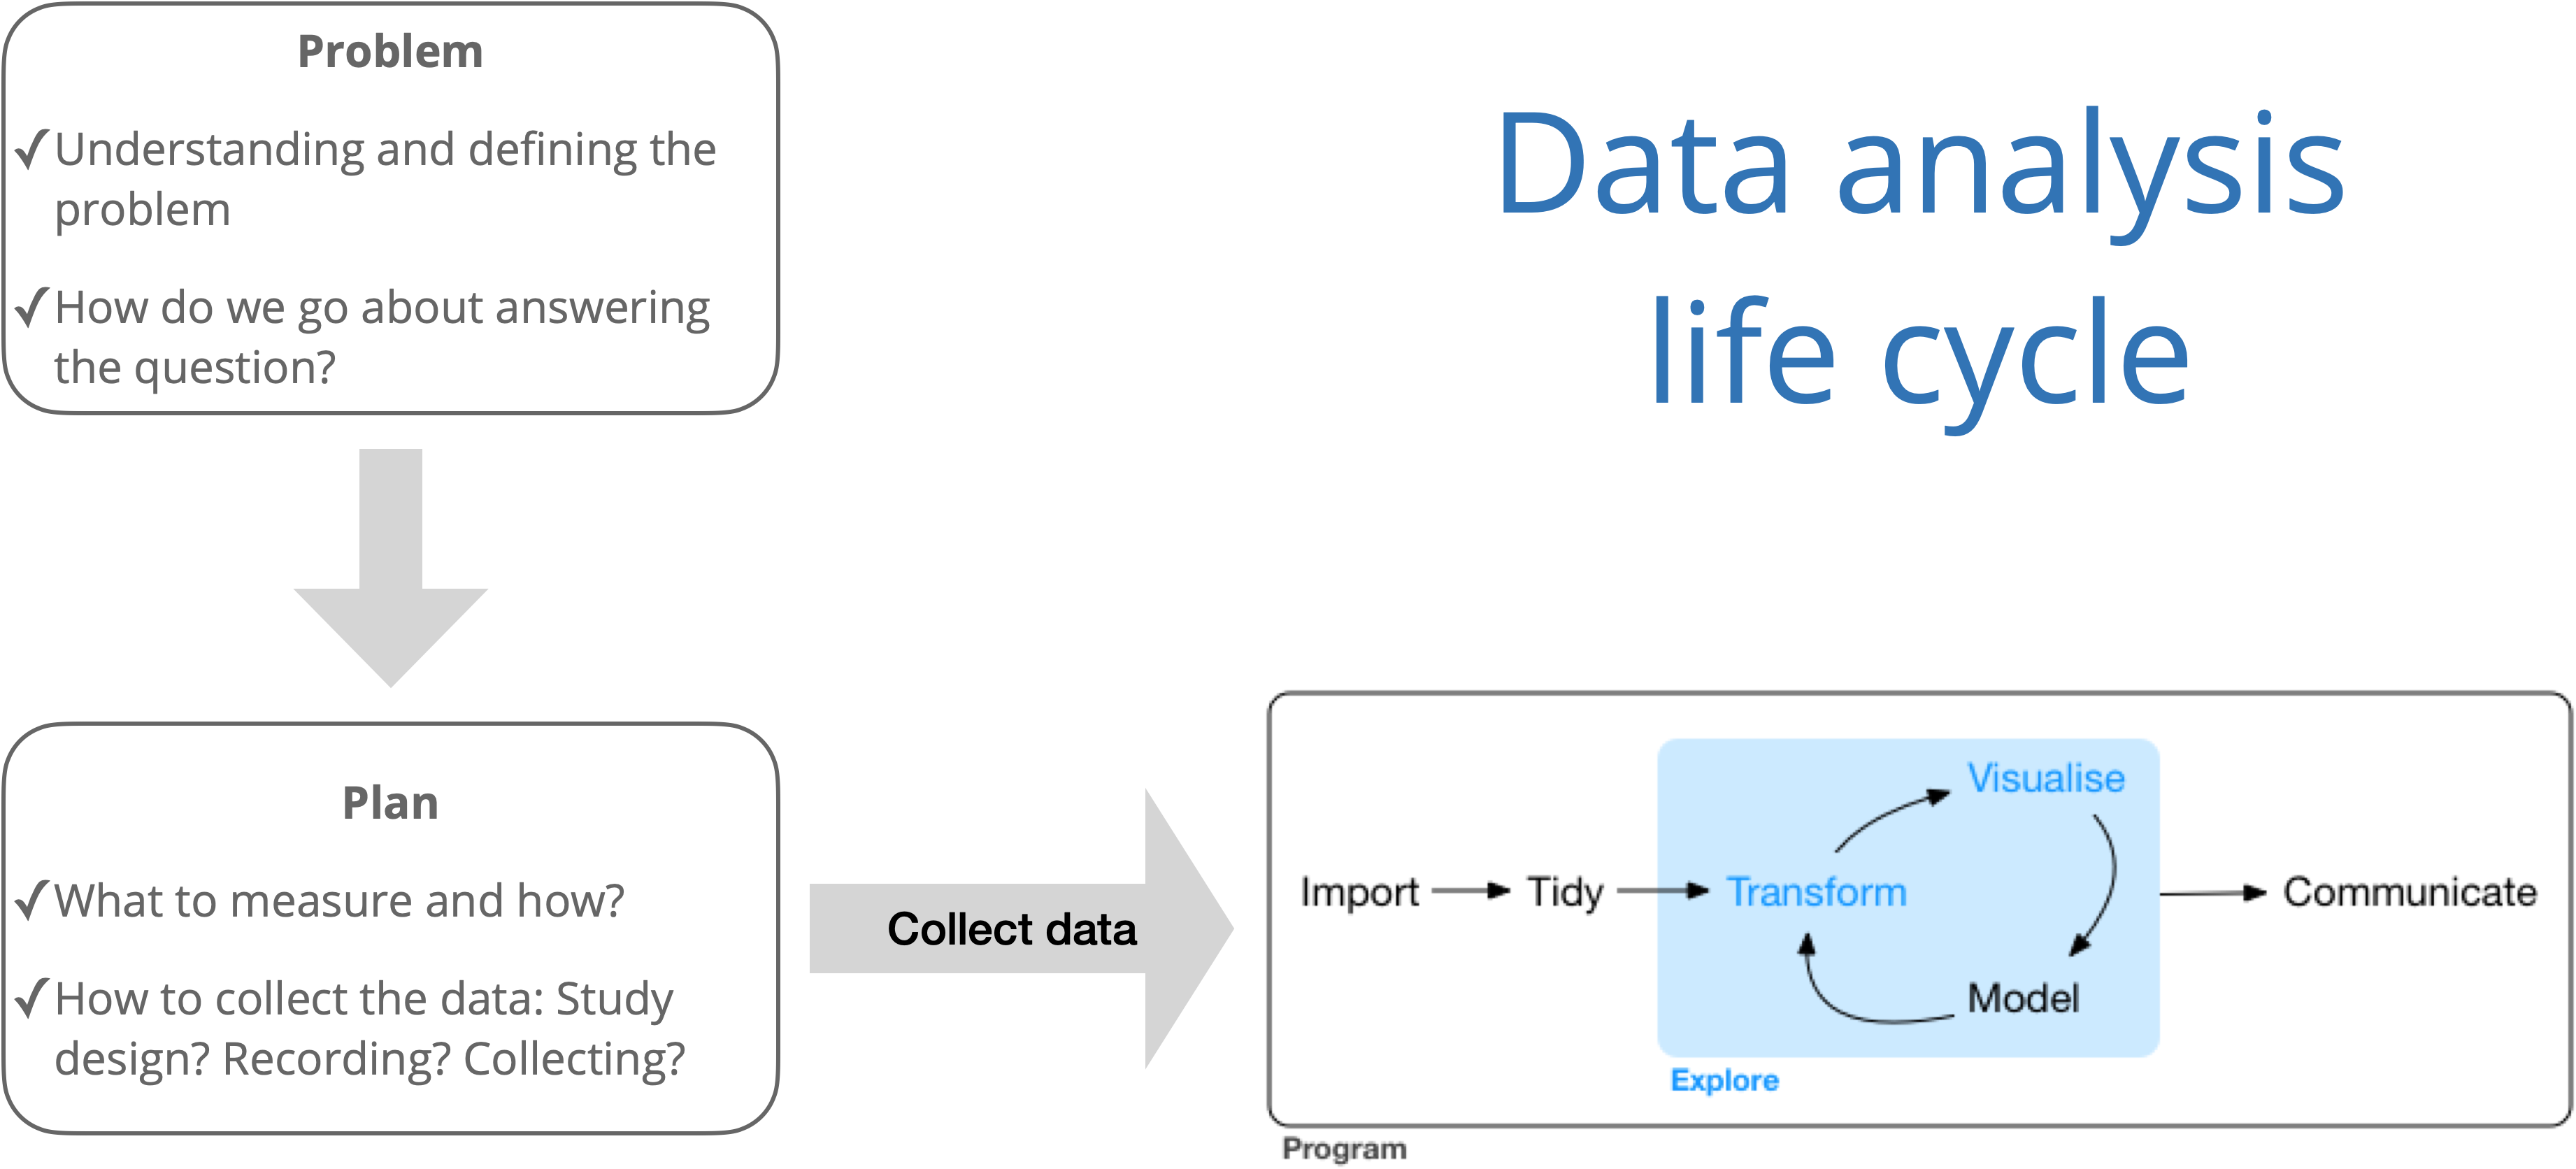 Problem
✓Understanding and defining the
problem
✓How do we go about answering
the question?
Data analysis
life cycle
Plan
✓What to measure and how?
✓How to collect the data: Study
design? Recording? Collecting?
Collect data
Visualise
Import
Tidy
Transform
Communicate
Model
Explore
Program